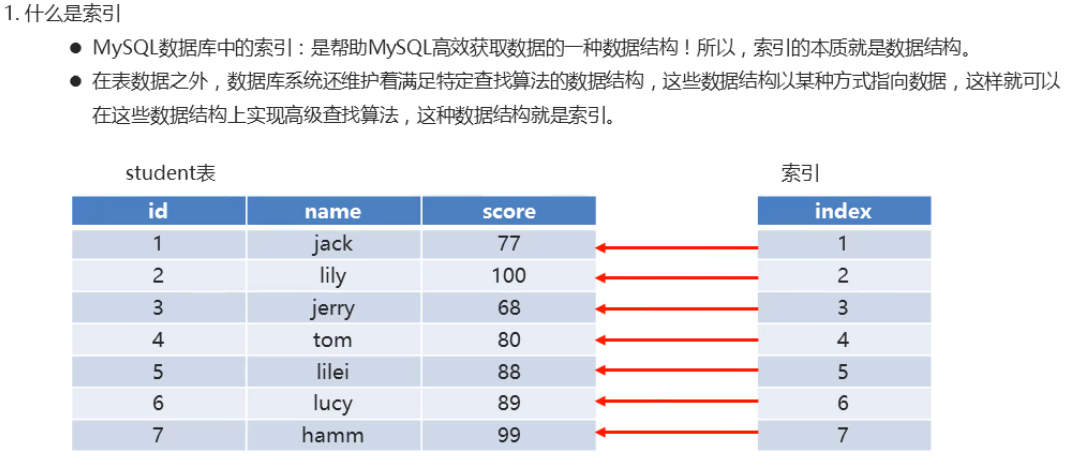 1. 什么是索引
● MySQL数据库中的索引：是帮助MySQL高效获取数据的一种数据结构！所以，索引的本质就是数据结构。
● 在表数据之外，数据库系统还维护着满足特定查找算法的数据结构，这些数据结构以某种方式指向数据，这样就可以
在这些数据结构上实现高级查找算法，这种数据结构就是索引。
student表 索引
id name score index
1 jack 77 1
2 lily 100 2
3 jerry 68 3
4 tom 80 4
5 lilei 88 5
6 lucy 89 6
7 hamm 99 7